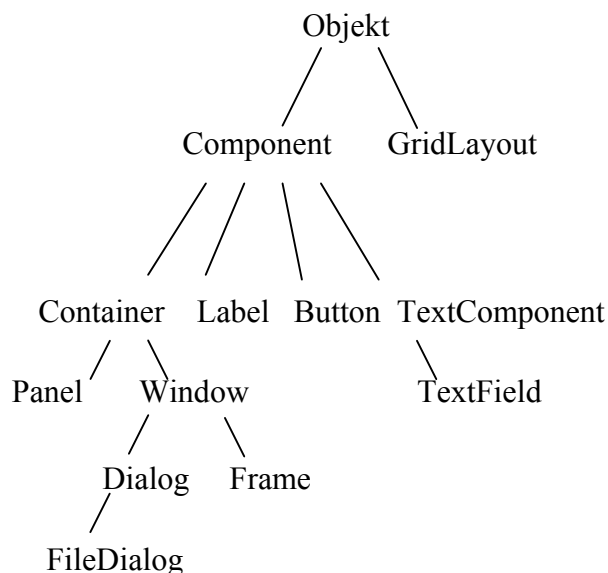 Objekt
Component GridLayout
Container Label Button TextComponent
Panel Window TextField
Dialog Frame
FileDialog